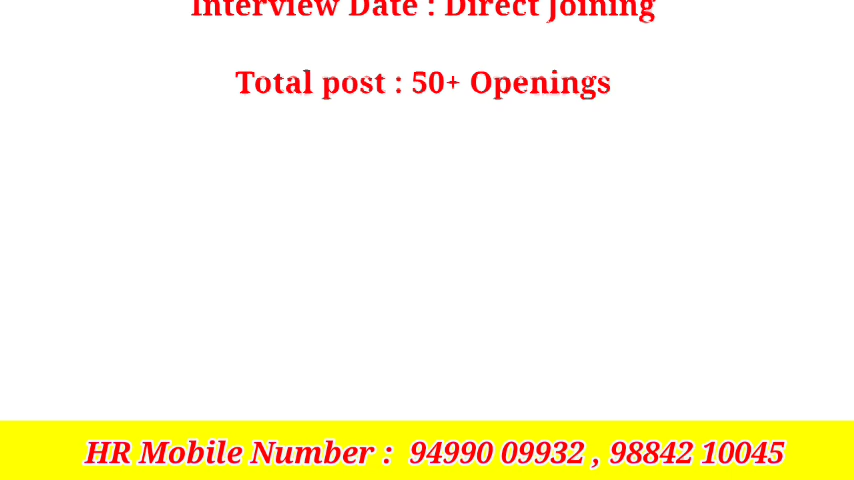 Interview Date : Direct Joining
Total post : 50+ Openings
HR Mobile Number : 94990 09932 , 98842 10045